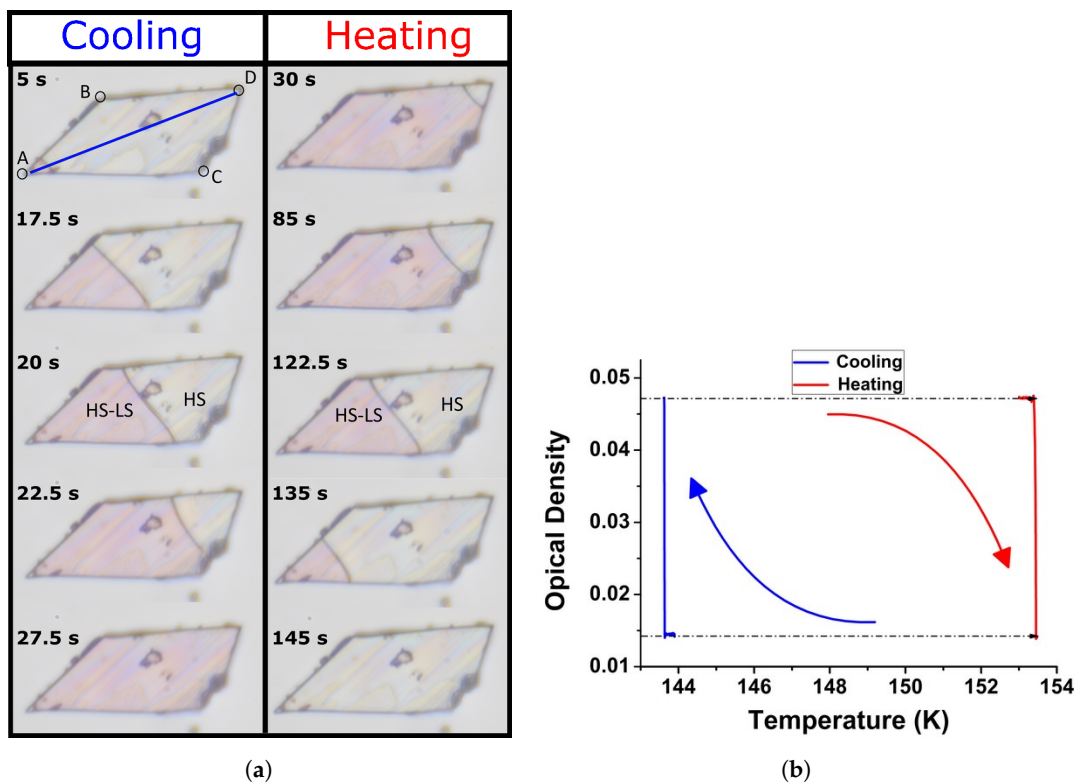 Cooling Heating
5 s 30 s
A B C D
17.5 s 85 s
20 s 122.5 s
HS-LS HS HS-LS HS
22.5 s 135 s
27.5 s 145 s
(a)
Cooling
Heating
Opical Density
0.05
0.04
0.03
0.02
0.01
144 146 148 150 152 154
Temperature (K)
(b)